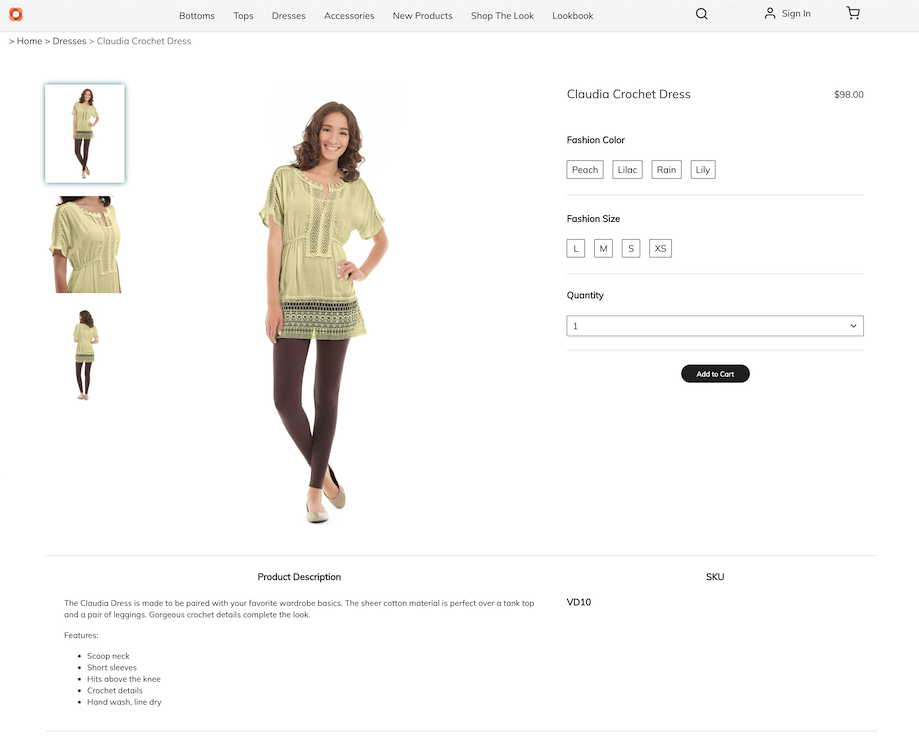 Bottoms Tops Dresses Accessories New Products Shop The Look Lookbook Sign In
> Home > Dresses > Claudia Crochet Dress
Claudia Crochet Dress $98.00
Fashion Color
Peach Lilac Rain Lily
Fashion Size
L M S XS
Quantity
1
Add to Cart
Product Description
The Claudia Dress is made to be paired with your favorite wardrobe basics. The sheer cotton material is perfect over a tank top
and a pair of leggings. Gorgeous crochet details complete the look.
Features:
Scoop neck
Short sleeves
Hits above the knee
Crochet details
Hand wash, line dry
SKU
VD10